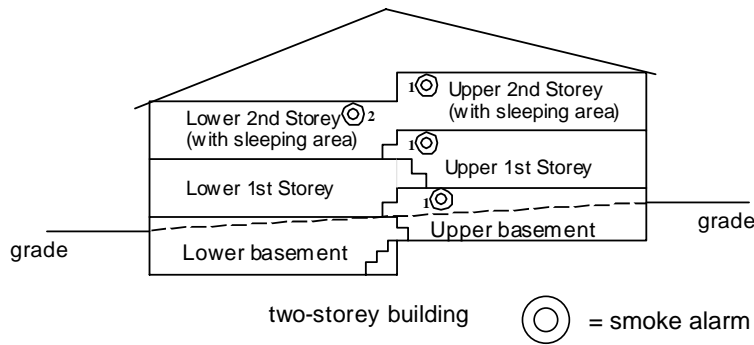 1 Upper 2nd Storey
(with sleeping area)
Lower 2nd Storey 2
(with sleeping area)
1
Upper 1st Storey
Lower 1st Storey
1
grade
Upper basement
grade
Lower basement
two-storey building
= smoke alarm